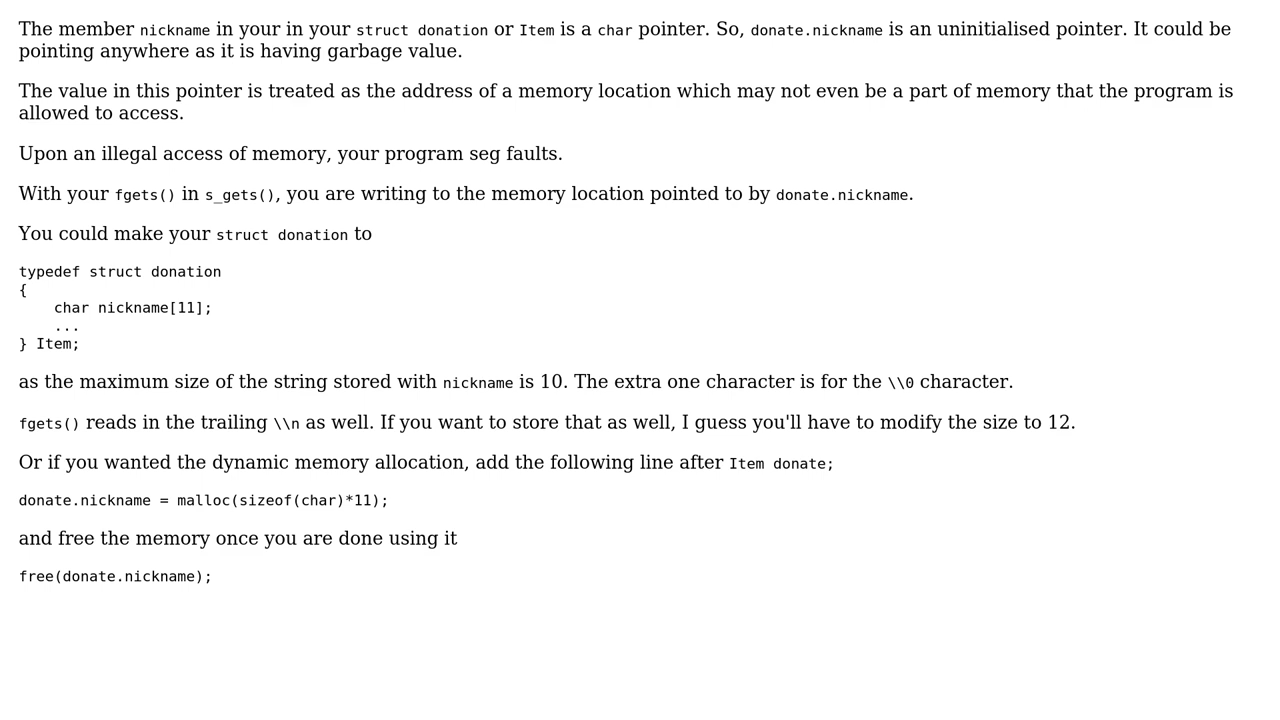 The member nickname in your in your struct donation or Item is a char pointer. So, donate.nickname is an uninitialised pointer. It could be
pointing anywhere as it is having garbage value.
The value in this pointer is treated as the address of a memory location which may not even be a part of memory that the program is
allowed to access.
Upon an illegal access of memory, your program seg faults.
With your fgets() in s_gets(), you are writing to the memory location pointed to by donate.nickname.
You could make your struct donation to
typedef struct donation
{
    char nickname[11];
    ...
} Item;
as the maximum size of the string stored with nickname is 10. The extra one character is for the \\0 character.
fgets() reads in the trailing \\n as well. If you want to store that as well, I guess you'll have to modify the size to 12.
Or if you wanted the dynamic memory allocation, add the following line after Item donate;
donate.nickname = malloc(sizeof(char)*11);
and free the memory once you are done using it
free(donate.nickname);